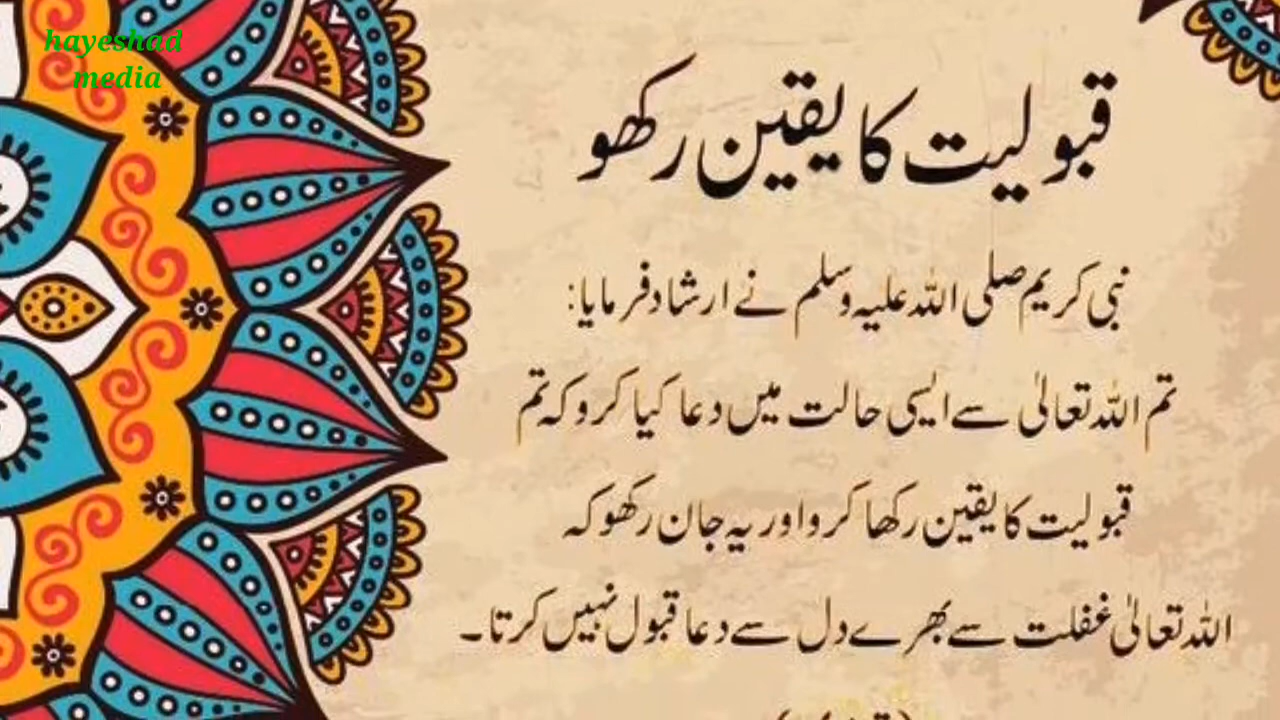 hayeshad
media
قبولیت کا یقین رکھو
نبی کریم صلی اللہ علیہ وسلم نے ارشاد فرمایا:
تم اللہ تعالیٰ سے ایسی حالت میں دعا کیا کرو کہ تم
قبولیت کا یقین رکھا کرو اور یہ جان رکھو کہ
اللہ تعالیٰ غفلت سے بھرے دل سے دعا قبول نہیں کرتا۔